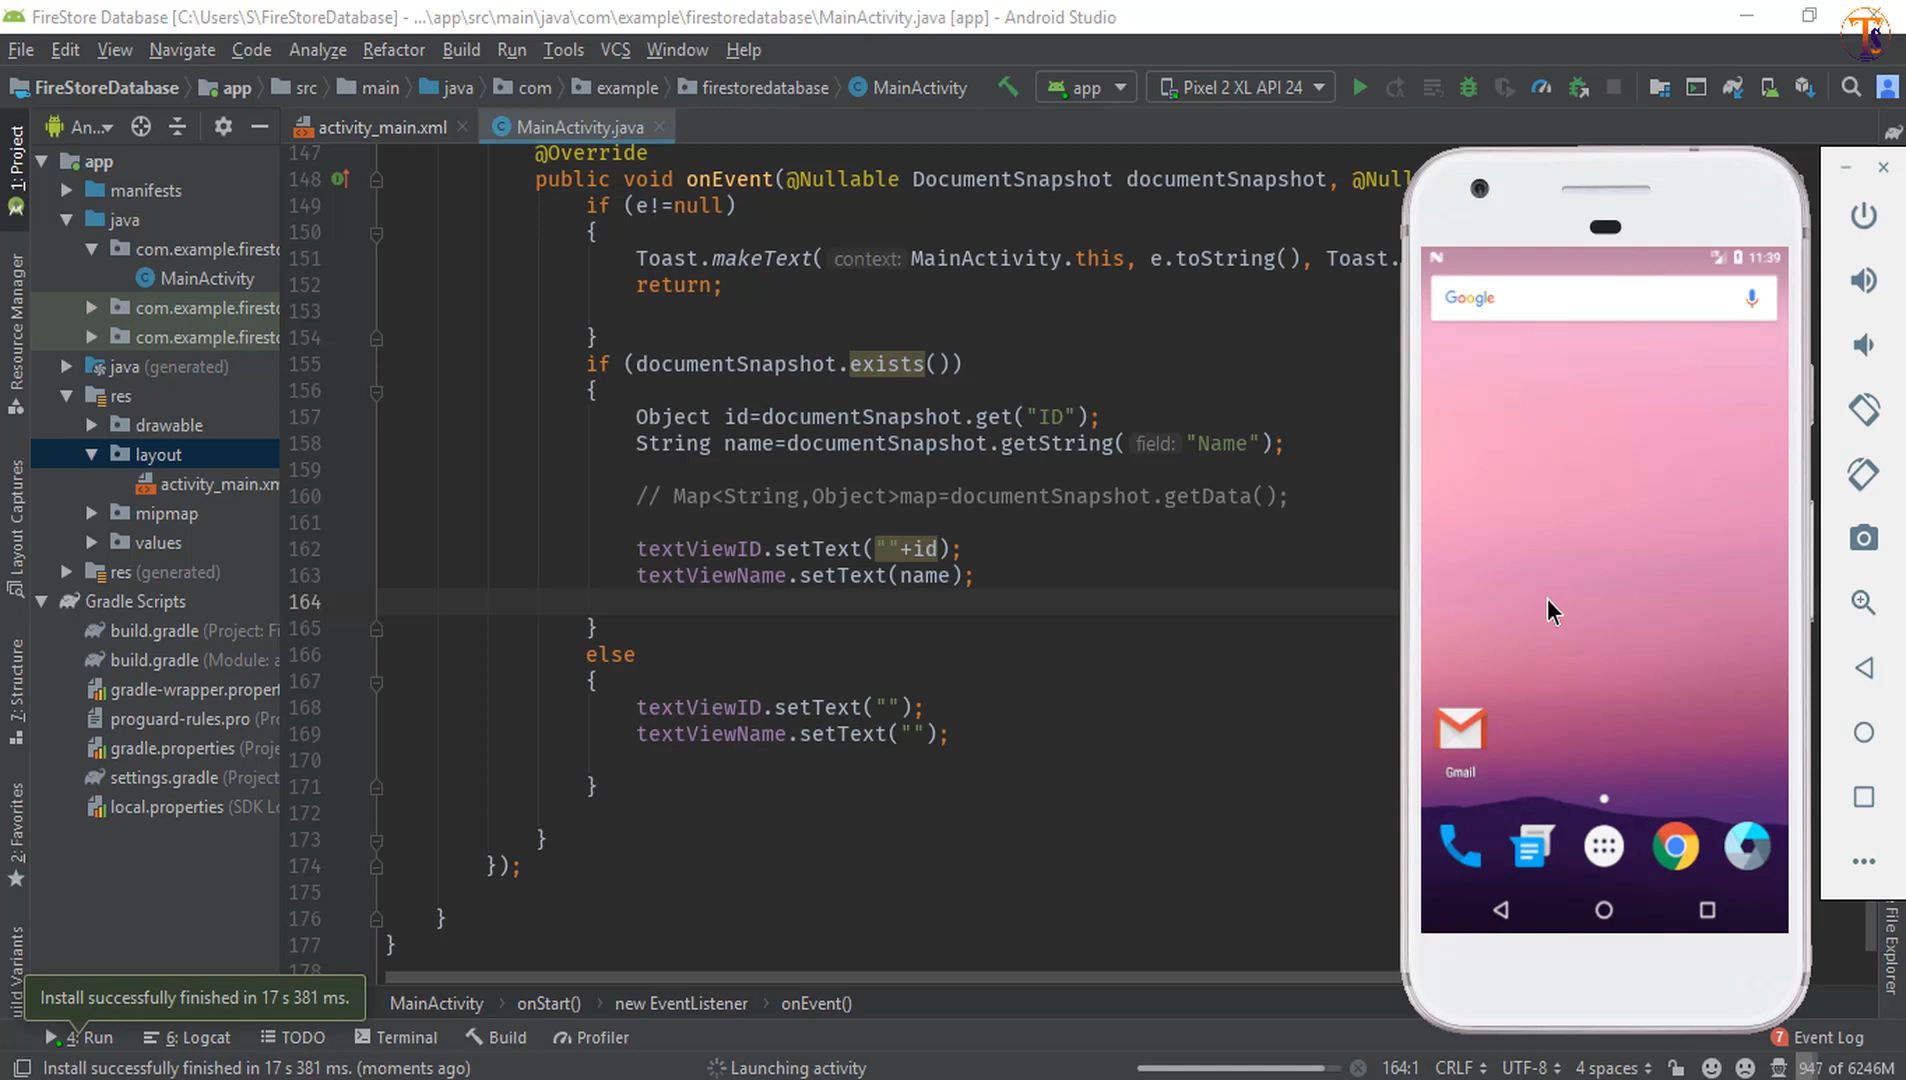 FireStore Database [C:\Users\S\FireStoreDatabase] - ...\app\src\main\java\com\example\firestoredatabase\MainActivity.java [app] - Android Studio
File Edit View Navigate Code Analyze Refactor Build Run Tools VCS Window Help
FireStoreDatabase app src main java com example firestoredatabase MainActivity app Pixel 2 XL API 24
An... activity_main.xml MainActivity.java
1: Project
Resource Manager
Layout Captures
7: Structure
2: Favorites
uild Variants
app
manifests
java
com.example.firesto
MainActivity
com.example.firesto
com.example.firesto
java (generated)
res
drawable
layout
activity_main.xm
mipmap
values
res (generated)
Gradle Scripts
build.gradle (Project: Fi
build.gradle (Module: a
gradle-wrapper.propert
proguard-rules.pro (Pro
gradle.properties (Proje
settings.gradle (Project
local.properties (SDK Lo
147 @Override
148 public void onEvent(@Nullable DocumentSnapshot documentSnapshot, @Nul
149 if (e!=null)
150 {
151 Toast.makeText( context: MainActivity.this, e.toString(), Toast.
152 return;
153
154 }
155 if (documentSnapshot.exists())
156 {
157 Object id=documentSnapshot.get("ID");
158 String name=documentSnapshot.getString( field: "Name");
159
160 // Map<String,Object>map=documentSnapshot.getData();
161
162 textViewID.setText(""+id);
163 textViewName.setText(name);
164
165 }
166 else
167 {
168 textViewID.setText("");
169 textViewName.setText("");
170
171 }
172
173 }
174 });
175
176 }
177 }
178
11:39
Google
Gmail
File Explorer
Install successfully finished in 17 s 381 ms.
MainActivity onStart() new EventListener onEvent()
4: Run 6: Logcat TODO Terminal Build Profiler 7 Event Log
Install successfully finished in 17 s 381 ms. (moments ago) Launching activity 164:1 CRLF UTF-8 4 spaces 947 of 6246M